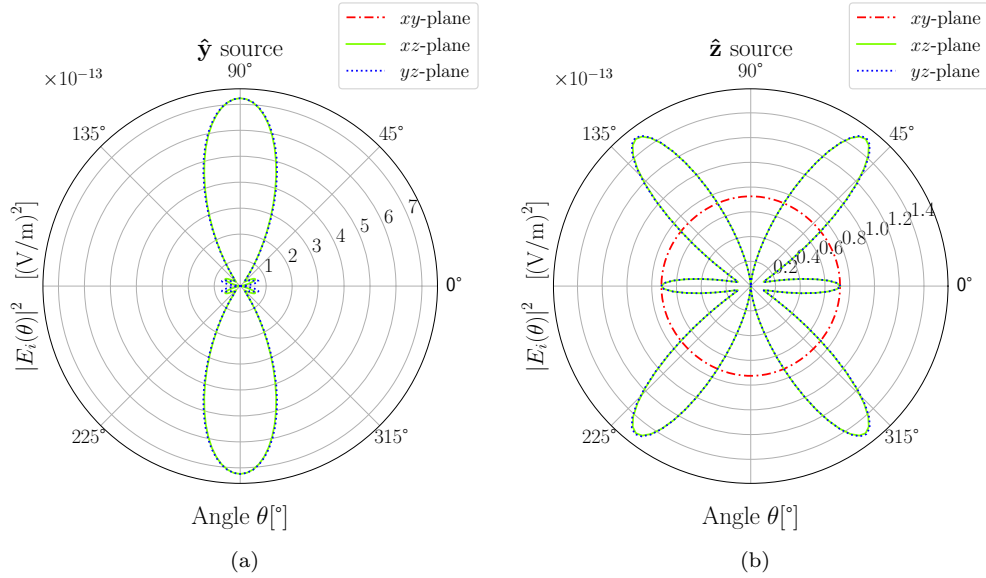 xy-plane
xz-plane
yz-plane
ŷ source
×10⁻¹³
90°
135°
45°
7
6
5
4
3
2
1
0°
225°
315°
|E_i(θ)|² [(V/m)²]
Angle θ[°]
(a)
xy-plane
xz-plane
yz-plane
ẑ source
×10⁻¹³
90°
135°
45°
1.4
1.2
1.0
0.8
0.6
0.4
0.2
0°
225°
315°
|E_i(θ)|² [(V/m)²]
Angle θ[°]
(b)